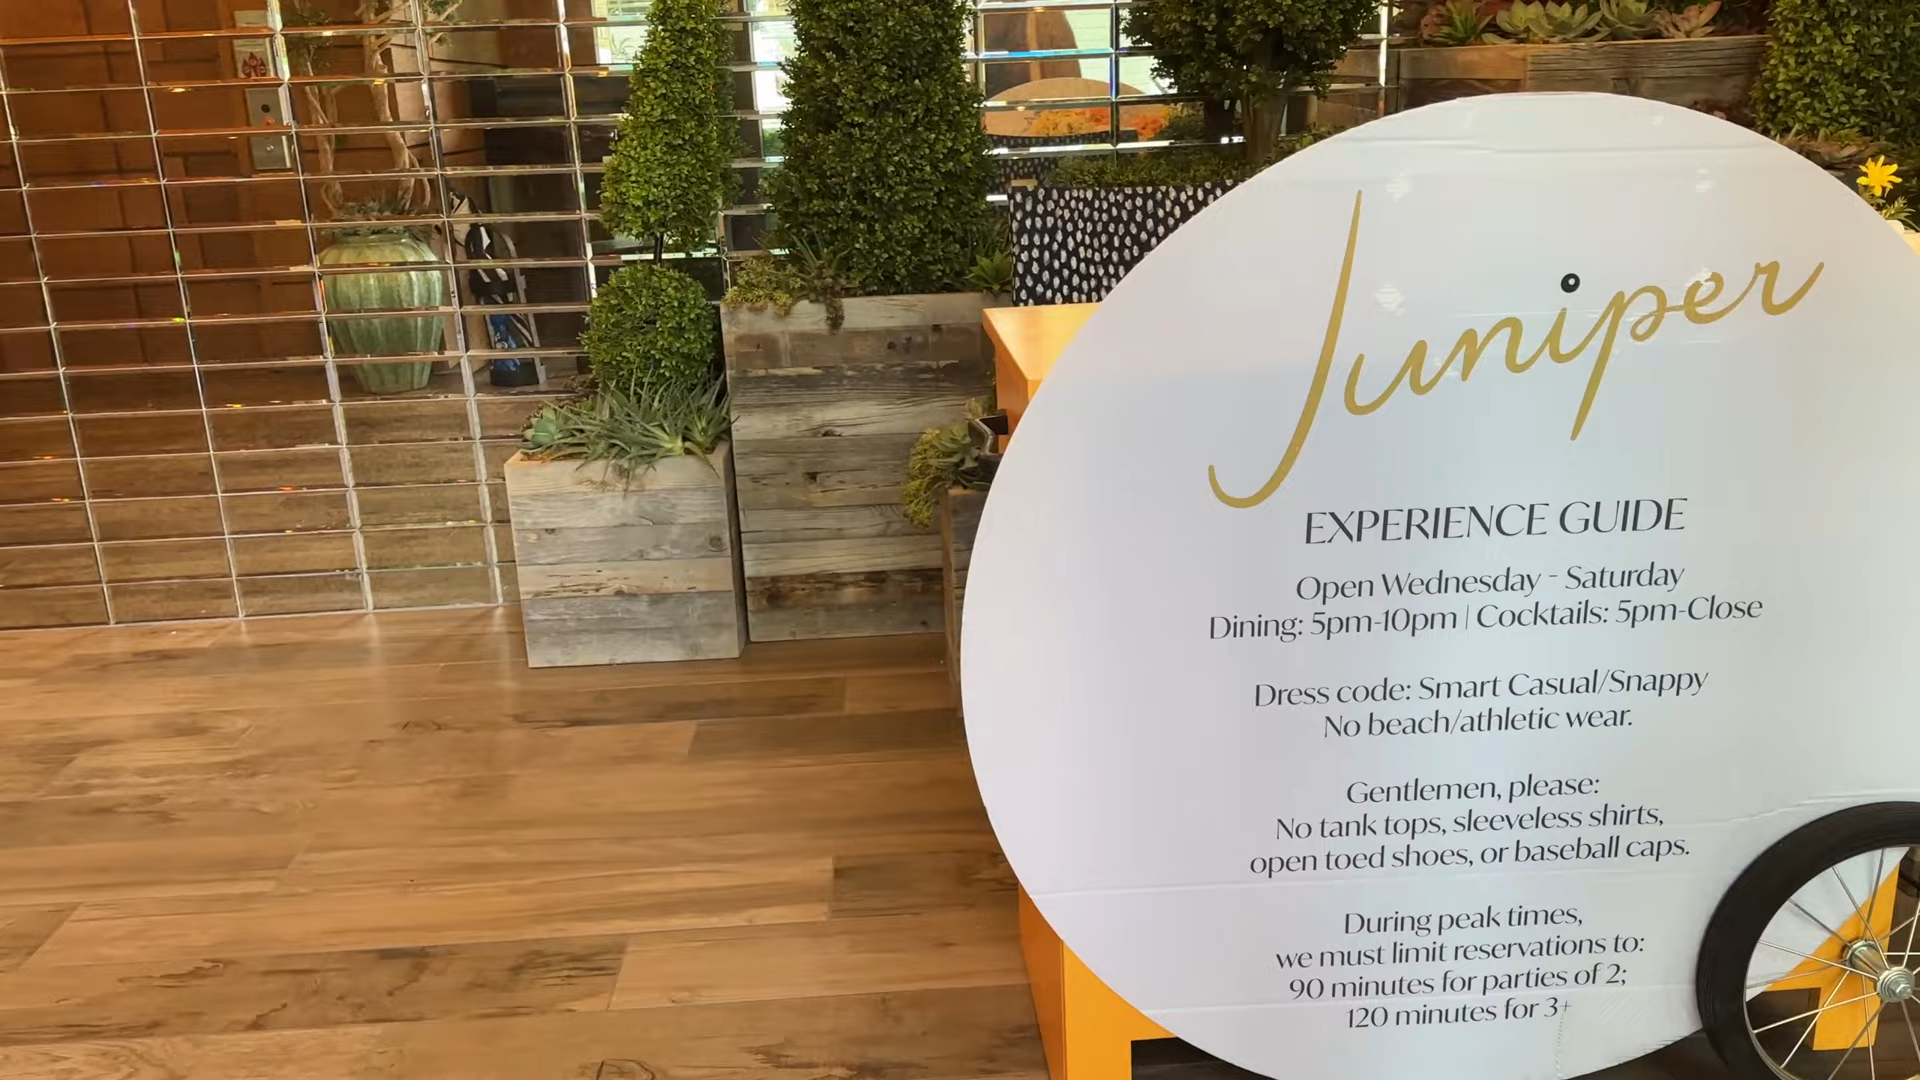 Juniper
EXPERIENCE GUIDE
Open Wednesday - Saturday
Dining: 5pm-10pm | Cocktails: 5pm-Close
Dress code: Smart Casual/Snappy
No beach/athletic wear.
Gentlemen, please:
No tank tops, sleeveless shirts,
open toed shoes, or baseball caps.
During peak times,
we must limit reservations to:
90 minutes for parties of 2;
120 minutes for 3+